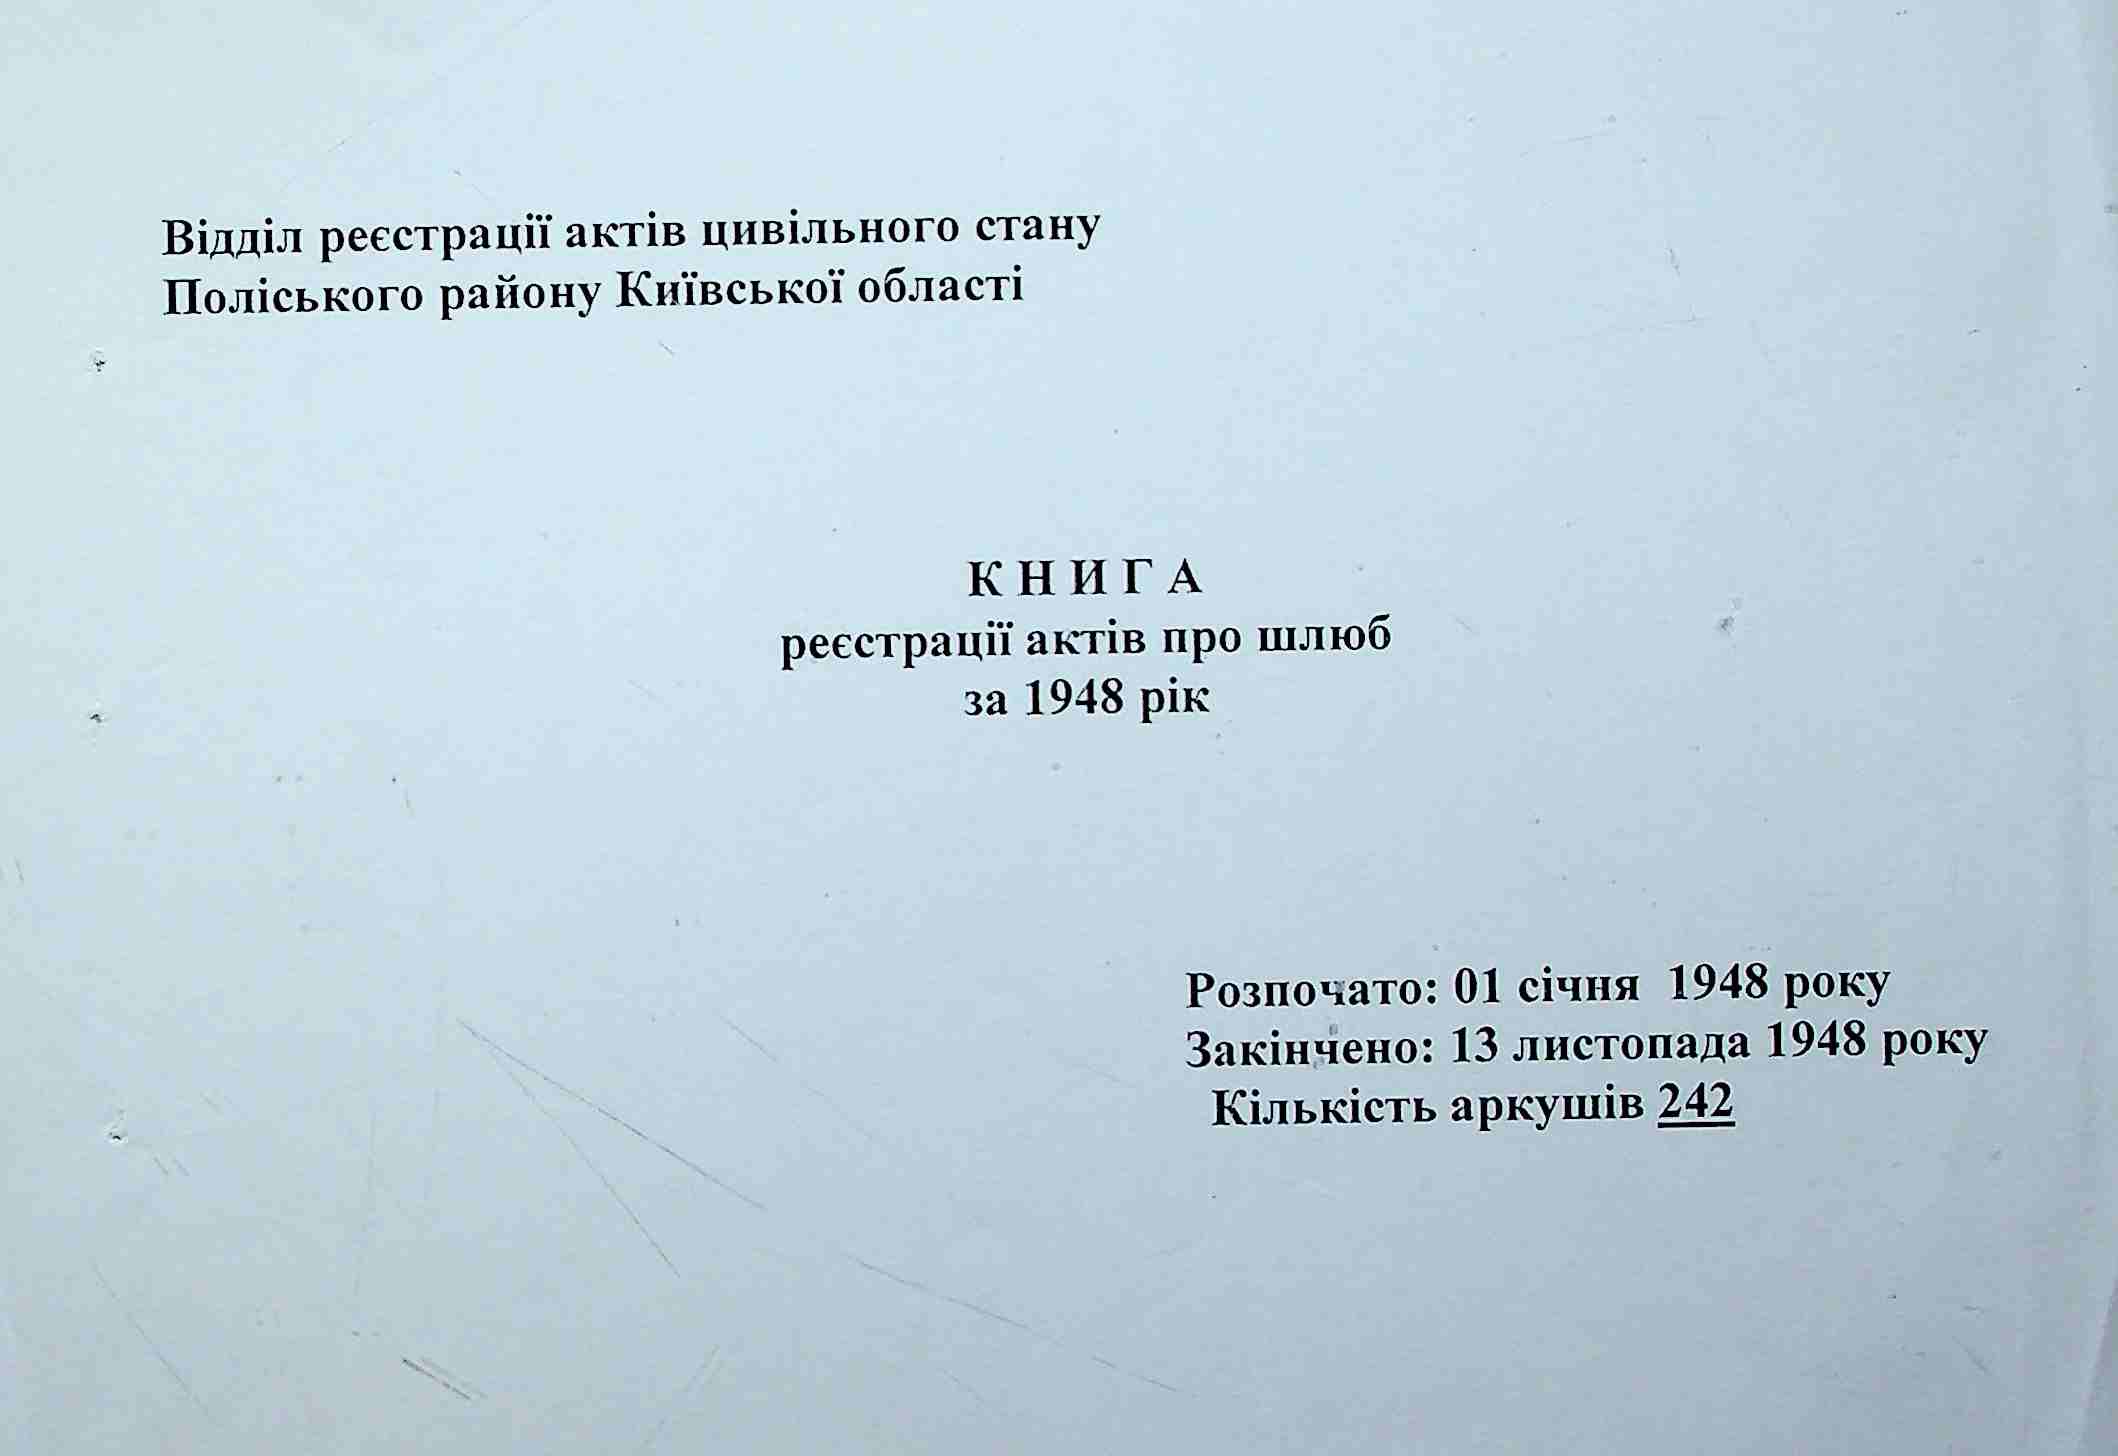 Відділ реєстрації актів цивільного стану
Поліського району Київської області
К Н И Г А
реєстрації актів про шлюб
за 1948 рік
Розпочато: 01 січня 1948 року
Закінчено: 13 листопада 1948 року
Кількість аркушів 242